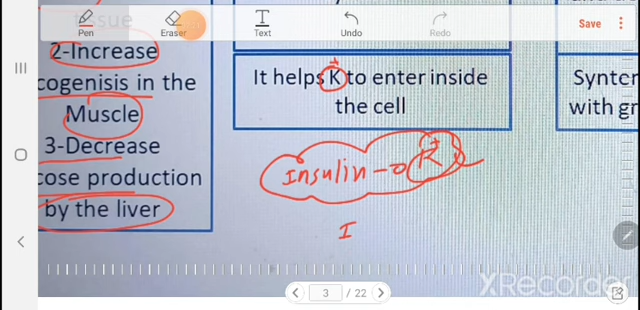 Tissue
Pen
Eraser
Text
Undo
Redo
Save
2-Increase
cogenisis in the
Muscle
3-Decrease
cose production
by the liver
It helps K+ to enter inside
the cell
with gr
Insulin → K+
I
3 / 22
XRecorder